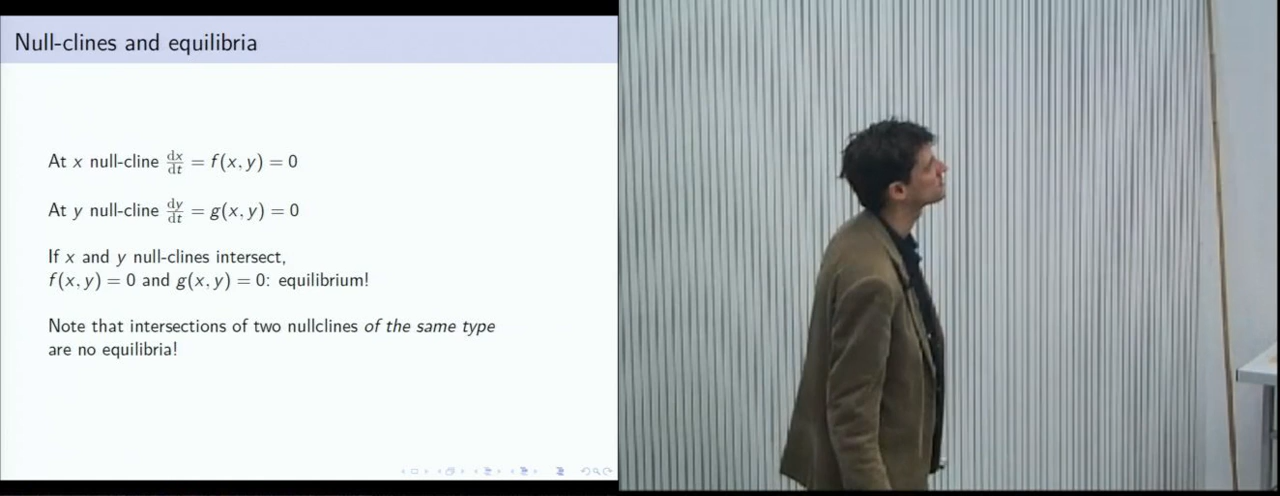 Null-clines and equilibria
At x null-cline dx/dt = f(x, y) = 0
At y null-cline dy/dt = g(x, y) = 0
If x and y null-clines intersect,
f(x, y) = 0 and g(x, y) = 0: equilibrium!
Note that intersections of two nullclines of the same type
are no equilibria!